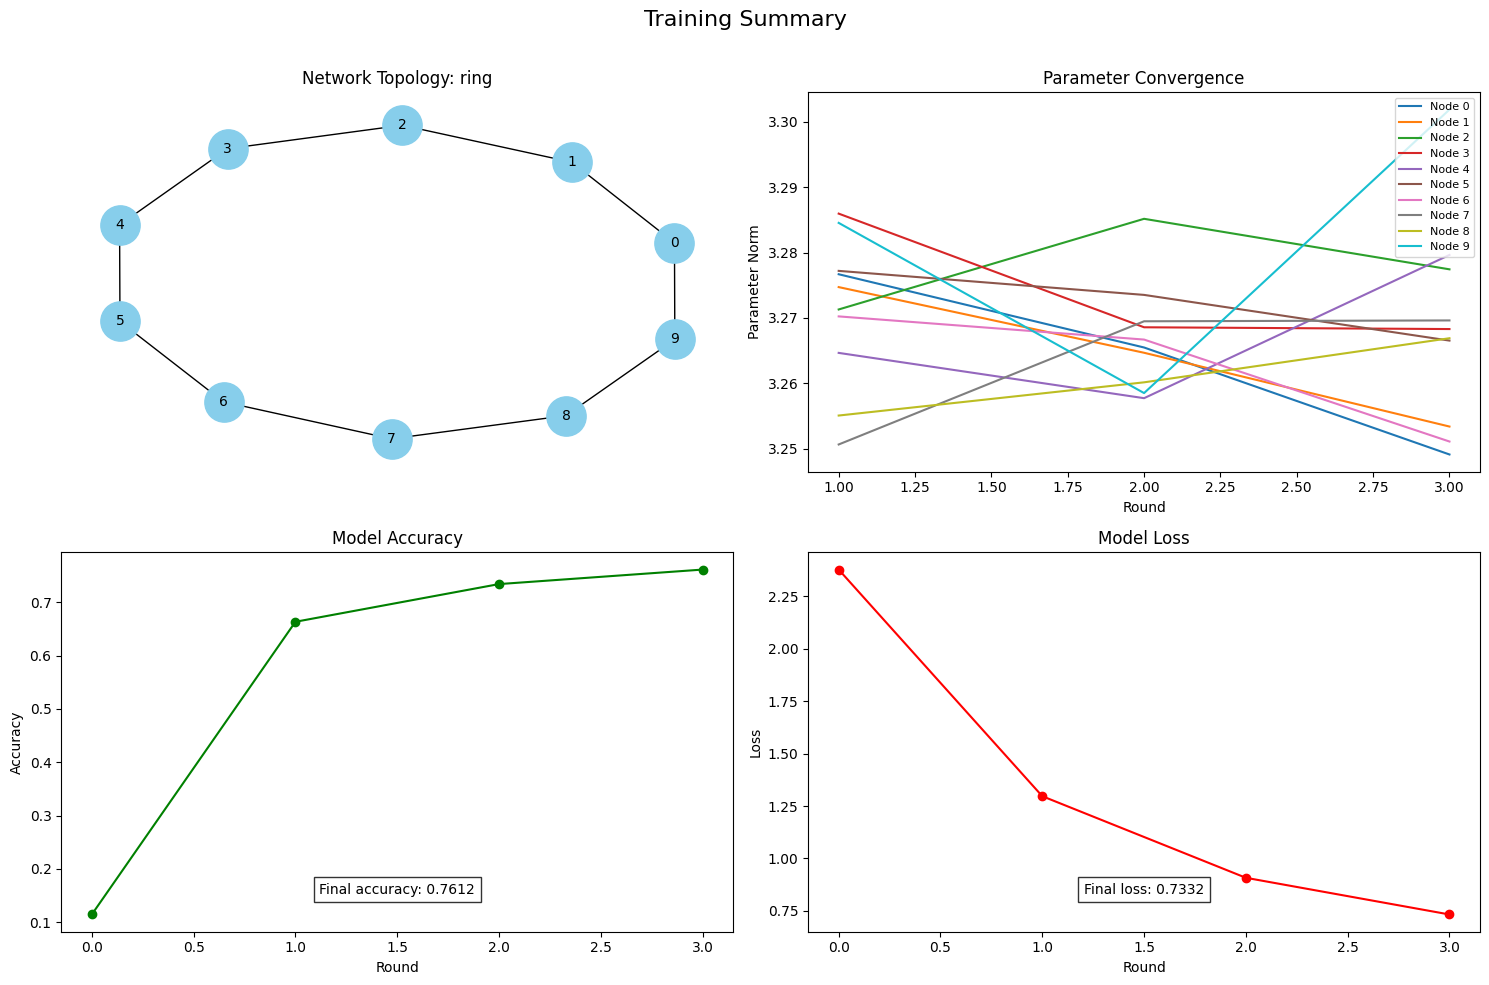 Training Summary
Network Topology: ring
2
3
1
4
0
5
9
6
8
7
Parameter Convergence
Node 0
Node 1
Node 2
Node 3
Node 4
Node 5
Node 6
Node 7
Node 8
Node 9
3.30
3.29
3.28
3.27
3.26
3.25
Parameter Norm
1.00 1.25 1.50 1.75 2.00 2.25 2.50 2.75 3.00
Round
Model Accuracy
0.7
0.6
0.5
0.4
0.3
0.2
0.1
Accuracy
Final accuracy: 0.7612
0.0 0.5 1.0 1.5 2.0 2.5 3.0
Round
Model Loss
2.25
2.00
1.75
1.50
1.25
1.00
0.75
Loss
Final loss: 0.7332
0.0 0.5 1.0 1.5 2.0 2.5 3.0
Round